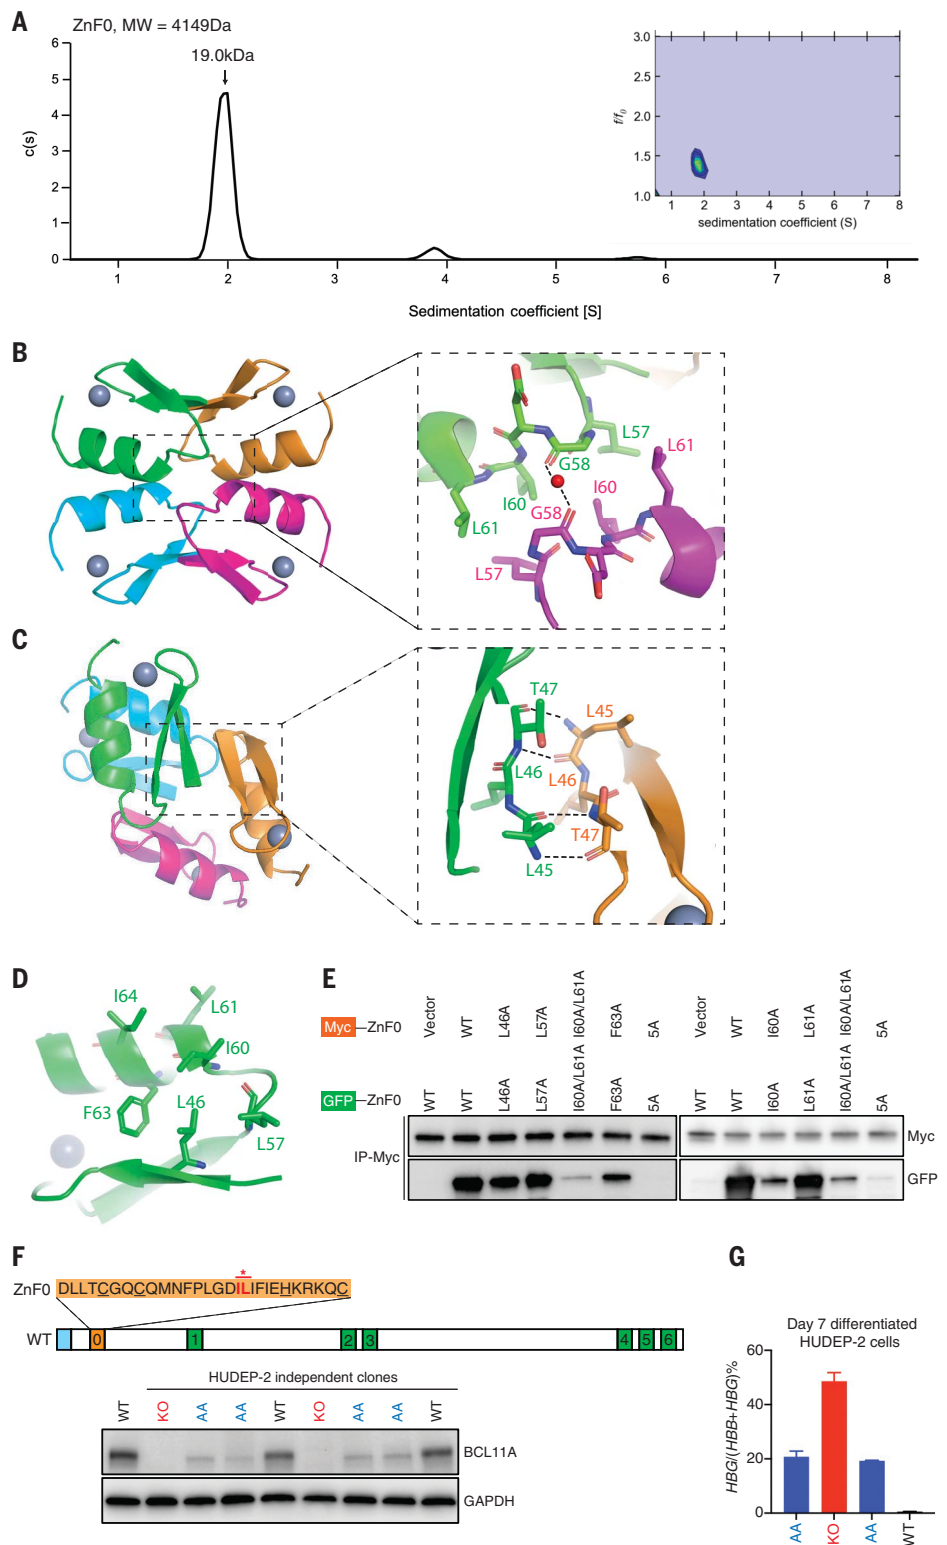 A
ZnF0, MW = 4149Da
19.0kDa
6
5
4
3
2
1
0
c(s)
1 2 3 4 5 6 7 8
Sedimentation coefficient [S]
3.0
2.5
2.0
1.5
1.0
f/f0
1 2 3 4 5 6 7 8
sedimentation coefficient (S)
B
L57
G58
L61
I60
I60
L61
G58
L57
C
T47
L45
L46
L46
T47
L45
D
I64
L61
I60
F63
L46
L57
E
Myc –ZnF0
Vector WT L46A L57A I60A/L61A F63A 5A Vector WT I60A L61A I60A/L61A 5A
GFP –ZnF0
WT WT L46A L57A I60A/L61A F63A 5A WT WT I60A L61A I60A/L61A 5A
IP-Myc
Myc
GFP
F
*
ZnF0 DLLTCGQCQMNFPLGDILIFIEHKRKQC
WT 0 1 2 3 4 5 6
HUDEP-2 independent clones
WT KO AA AA WT KO AA AA WT
BCL11A
GAPDH
G
Day 7 differentiated
HUDEP-2 cells
HBG/(HBB+HBG)%
60
40
20
0
AA KO AA WT